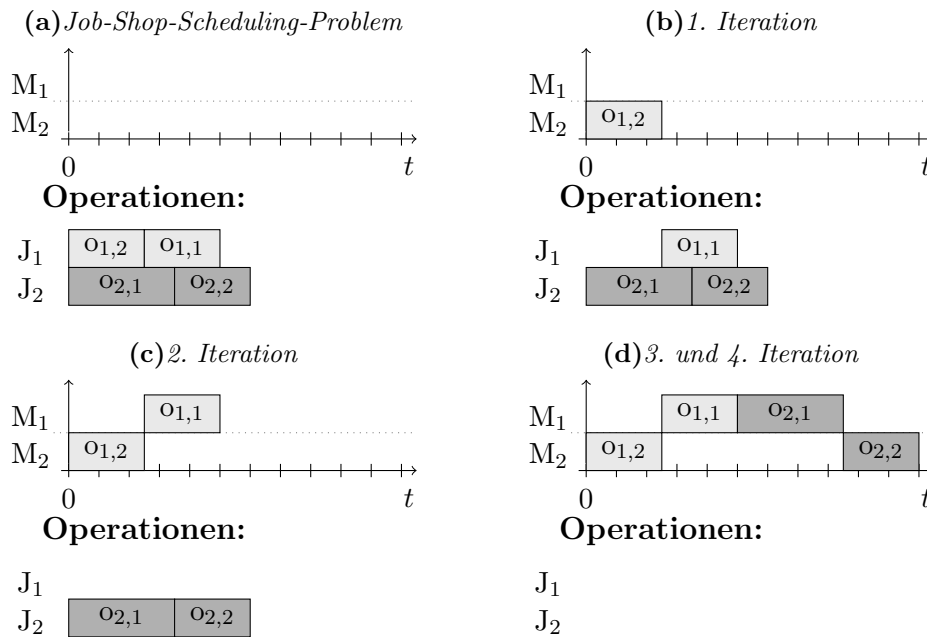 (a) Job-Shop-Scheduling-Problem
M1
M2
0 t
Operationen:
J1 o1,2 o1,1
J2 o2,1 o2,2
(b) 1. Iteration
M1
M2 o1,2
0 t
Operationen:
J1 o1,1
J2 o2,1 o2,2
(c) 2. Iteration
M1 o1,1
M2 o1,2
0 t
Operationen:
J1
J2 o2,1 o2,2
(d) 3. und 4. Iteration
M1 o1,1 o2,1
M2 o1,2 o2,2
0 t
Operationen:
J1
J2